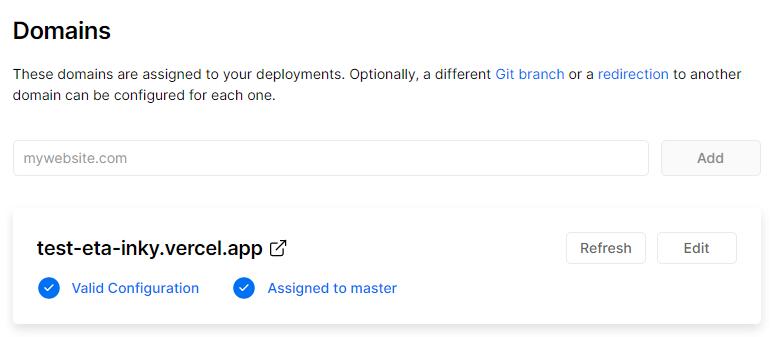 Domains
These domains are assigned to your deployments. Optionally, a different Git branch or a redirection to another
domain can be configured for each one.
mywebsite.com
Add
test-eta-inky.vercel.app
Refresh
Edit
Valid Configuration
Assigned to master